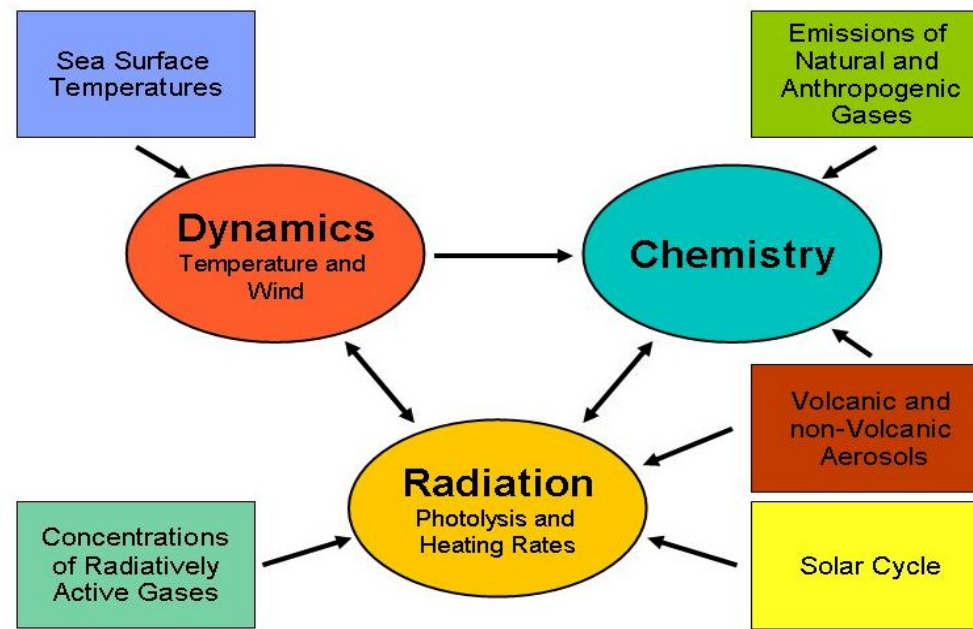 Sea Surface
Temperatures
Emissions of
Natural and
Anthropogenic
Gases
Dynamics
Temperature and
Wind
Chemistry
Volcanic and
non-Volcanic
Aerosols
Radiation
Photolysis and
Heating Rates
Concentrations
of Radiatively
Active Gases
Solar Cycle